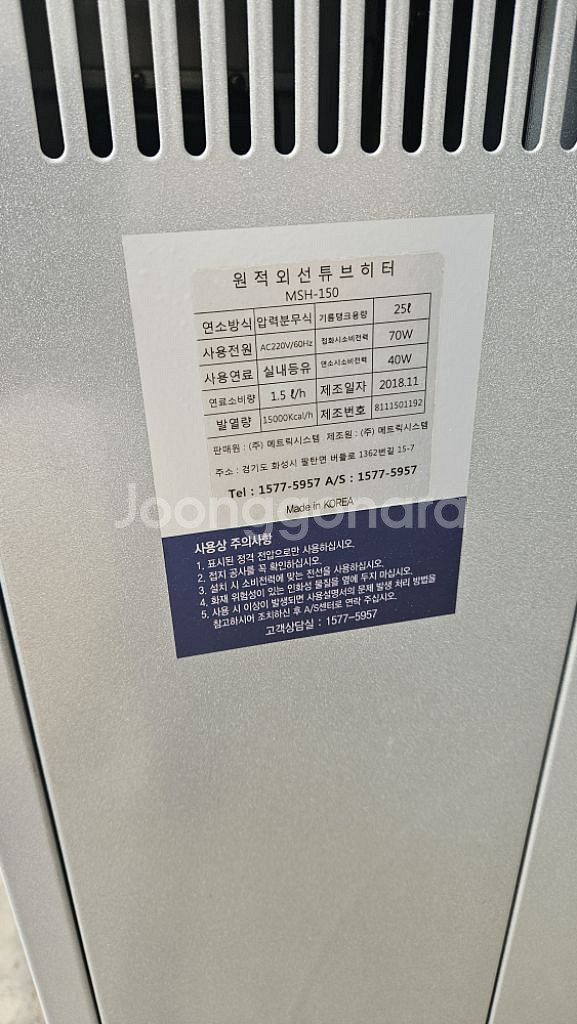 원적외선튜브히터
MSH-150
연소방식 압력분무식 기름탱크용량 25ℓ
사용전원 AC220V/60Hz 점화시소비전력 70W
사용연료 실내등유 연소시소비전력 40W
연료소비량 1.5 ℓ/h 제조일자 2018.11
발열량 15000Kcal/h 제조번호 8111501192
판매원 : (주) 메트릭시스템 제조원 : (주) 메트릭시스템
주소 : 경기도 화성시 팔탄면 버들로 1362번길 15-7
Tel : 1577-5957 A/S : 1577-5957
Made in KOREA
Joonggonara
사용상 주의사항
1. 표시된 정격 전압으로만 사용하십시오.
2. 접지 공사를 꼭 확인하십시오.
3. 설치 시 소비전력에 맞는 전선을 사용하십시오.
4. 화재 위험성이 있는 인화성 물질을 옆에 두지 마십시오.
5. 사용 시 이상이 발생되면 사용설명서의 문제 발생 처리 방법을
참고하시어 조치하신 후 A/S센터로 연락 주십시오.
고객상담실 : 1577-5957